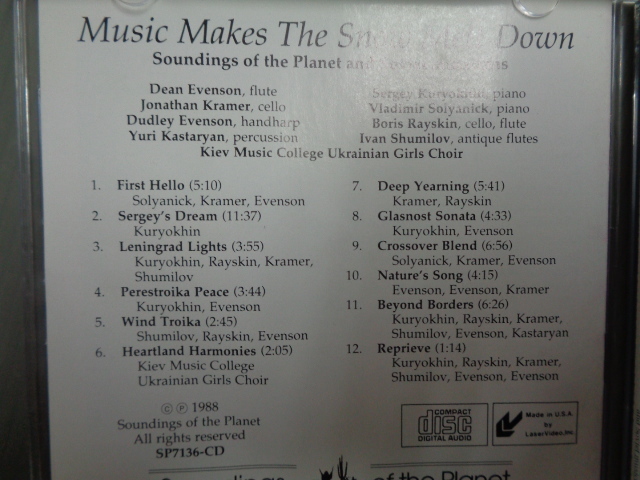 Music Makes The Down
Soundings of the Planet and
Dean Evenson, flute
Jonathan Kramer, cello
Dudley Evenson, handharp
Yuri Kastaryan, percussion
Sergey Kuryokhin, piano
Vladimir Solyanick, piano
Boris Rayskin, cello, flute
Ivan Shumilov, antique flutes
Kiev Music College Ukrainian Girls Choir
1. First Hello (5:10)
Solyanick, Kramer, Evenson
2. Sergey's Dream (11:37)
Kuryokhin
3. Leningrad Lights (3:55)
Kuryokhin, Rayskin, Kramer,
Shumilov
4. Perestroika Peace (3:44)
Kuryokhin, Evenson
5. Wind Troika (2:45)
Shumilov, Rayskin, Evenson
6. Heartland Harmonies (2:05)
Kiev Music College
Ukrainian Girls Choir
7. Deep Yearning (5:41)
Kramer, Rayskin
8. Glasnost Sonata (4:33)
Kuryokhin, Evenson
9. Crossover Blend (6:56)
Solyanick, Kramer, Evenson
10. Nature's Song (4:15)
Evenson, Evenson, Kramer
11. Beyond Borders (6:26)
Kuryokhin, Rayskin, Kramer,
Shumilov, Evenson, Kastaryan
12. Reprieve (1:14)
Kuryokhin, Rayskin, Kramer,
Shumilov, Evenson, Evenson
© ℗ 1988
Soundings of the Planet
All rights reserved
SP7136-CD
COMPACT
disc
DIGITAL AUDIO
Made in U.S.A.
by
LaserVideo, Inc.
Soundings of the Planet